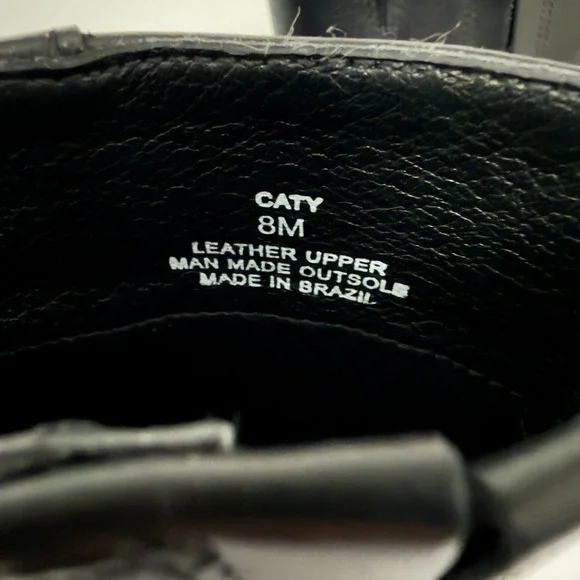 CATY
8M
LEATHER UPPER
MAN MADE OUTSOLE
MADE IN BRAZIL